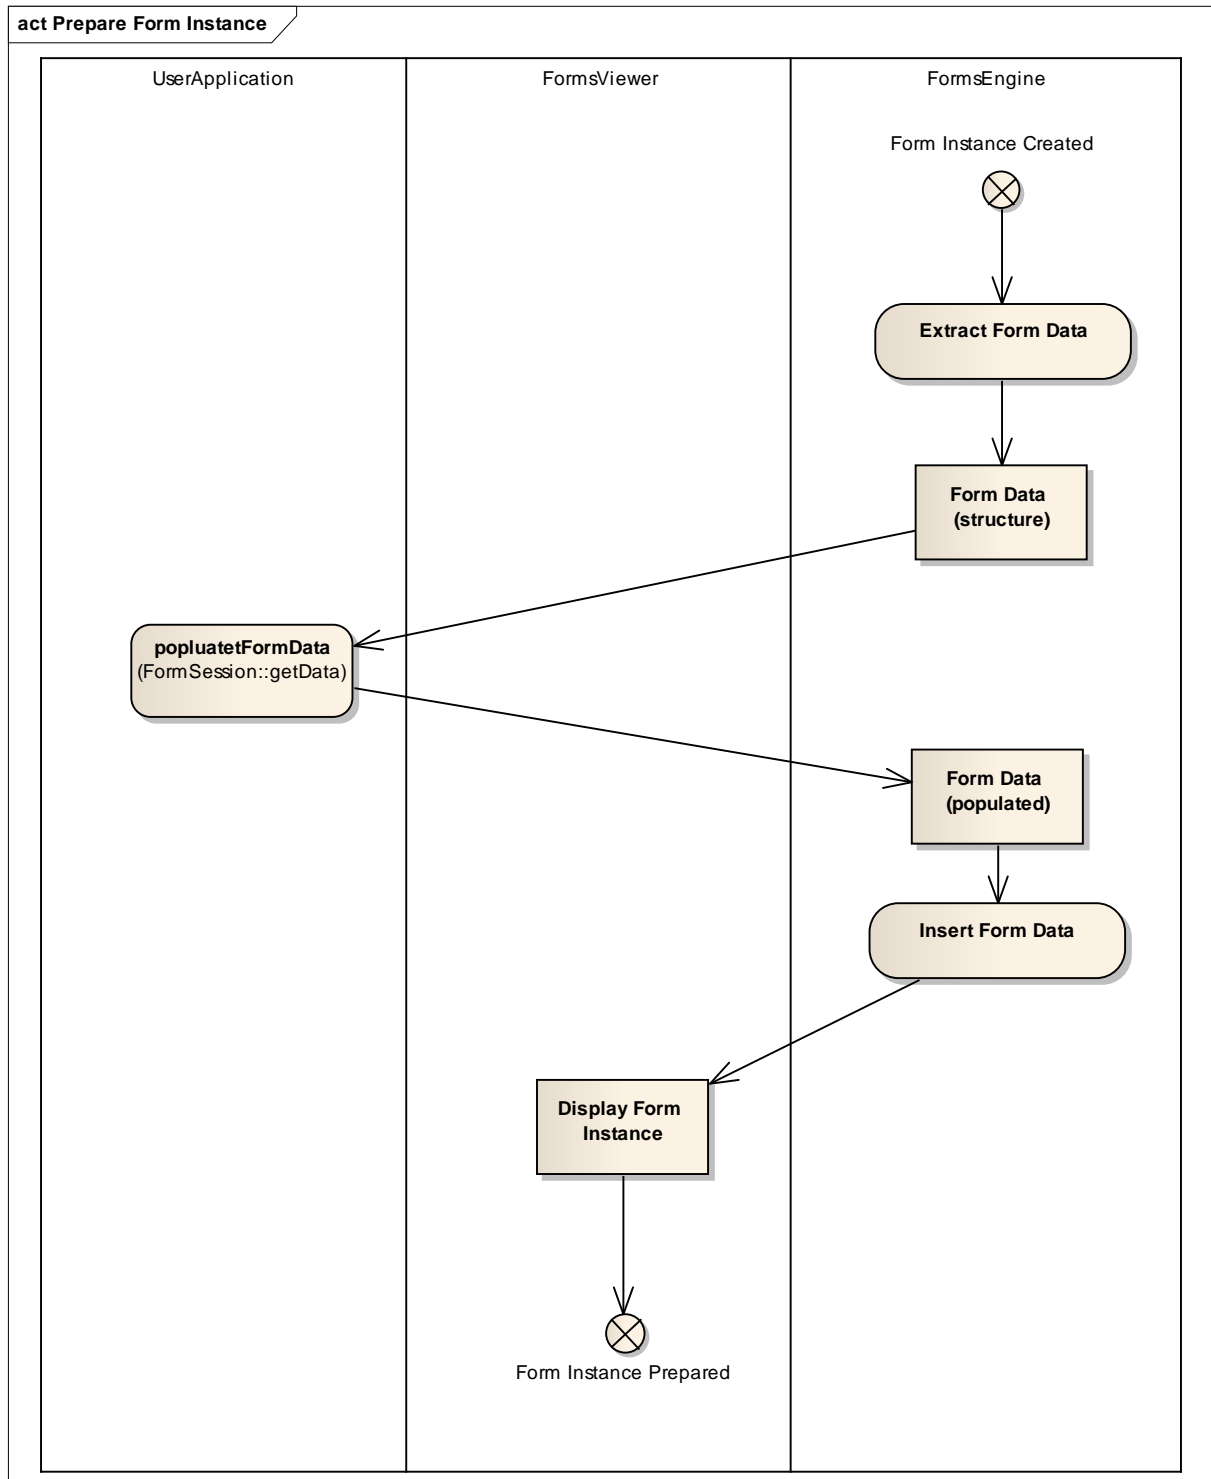 act Prepare Form Instance
UserApplication
FormsViewer
FormsEngine
Form Instance Created
Extract Form Data
Form Data
(structure)
popluatetFormData
(FormSession::getData)
Form Data
(populated)
Insert Form Data
Display Form
Instance
Form Instance Prepared